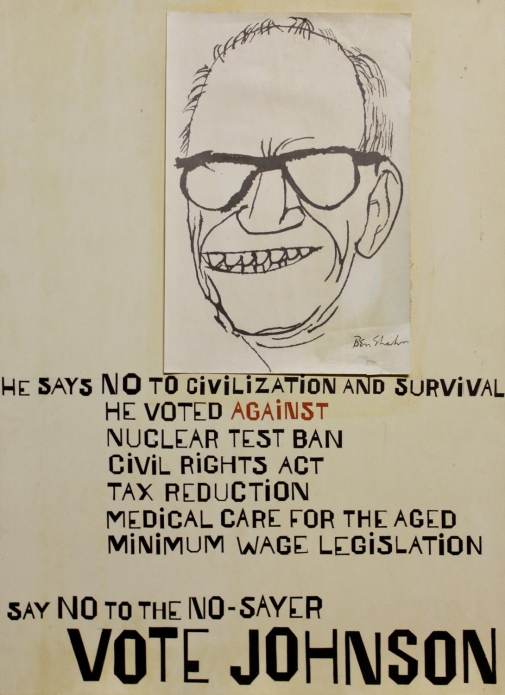 Ben Shahn
HE SAYS NO TO CiViLiZATION AND SURViVAL
HE VOTED AGAiNST
NUCLEAR TEST BAN
CiViL RiGHTS ACT
TAX REDUCTiON
MEDiCAL CARE FOR THE AGED
MiNiMUM WAGE LEGiSLATiON
SAY NO TO THE NO-SAYER
VOTE JOHNSON